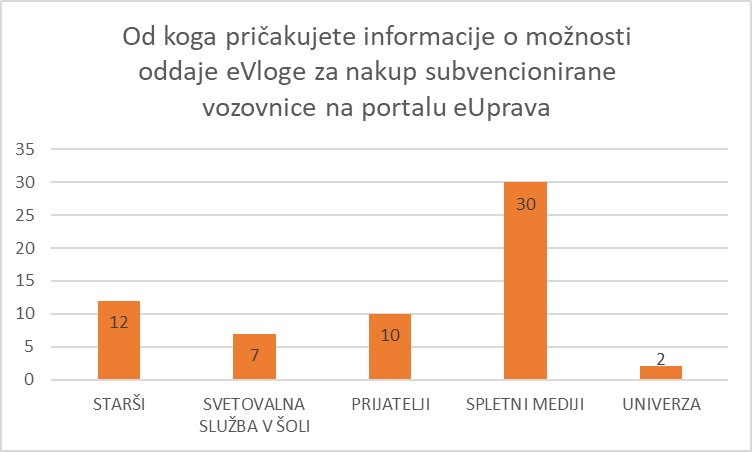 Od koga pričakujete informacije o možnosti
oddaje eVloge za nakup subvencionirane
vozovnice na portalu eUprava
35
30
25
20
15
10
5
0
12
7
10
30
2
STARŠI
SVETOVALNA
SLUŽBA V ŠOLI
PRIJATELJI
SPLETNI MEDIJI
UNIVERZA